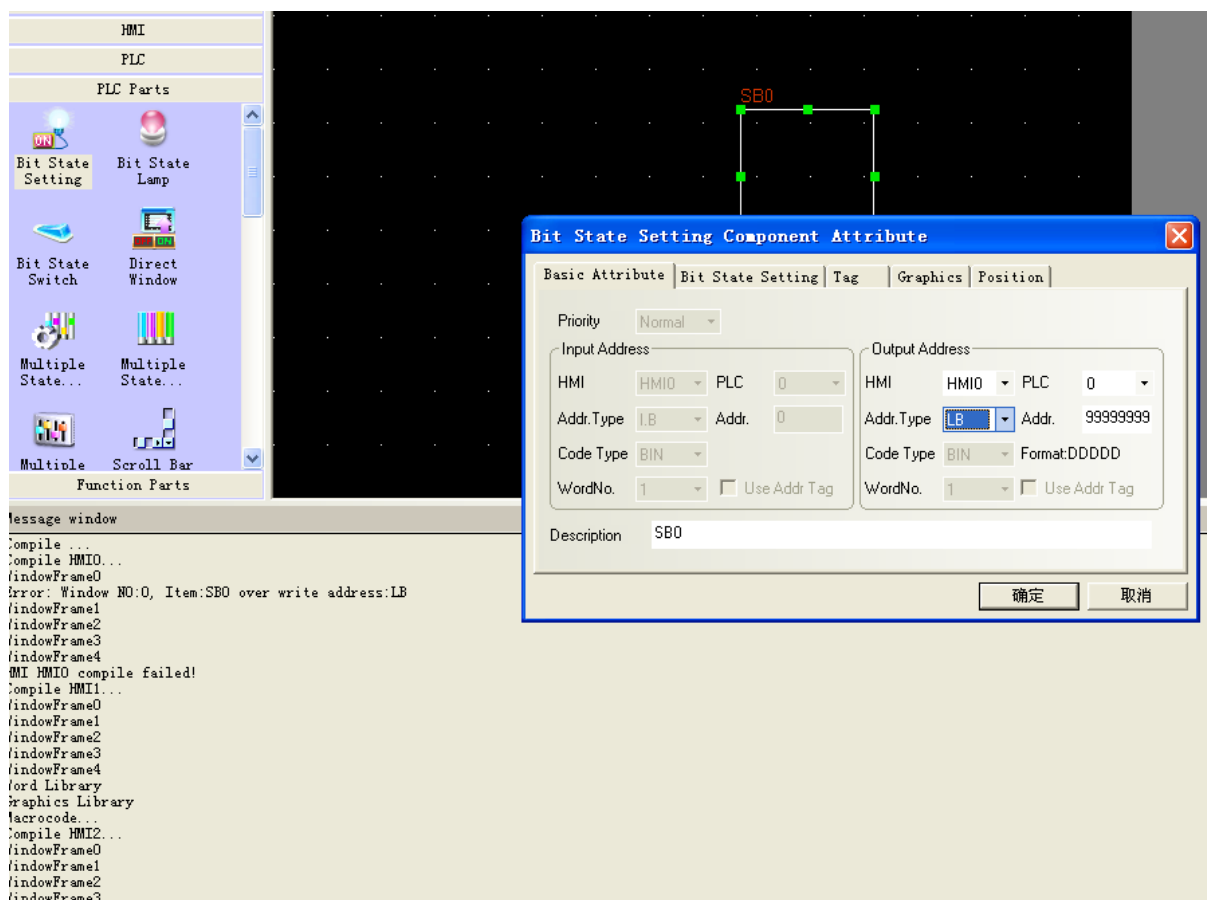 HMI
PLC
PLC Parts
Bit State Setting
Bit State Lamp
Bit State Switch
Direct Window
Multiple State...
Multiple State...
Multiple
Scroll Bar
Function Parts
SB0
Bit State Setting Component Attribute
Basic Attribute
Bit State Setting
Tag
Graphics
Position
Priority
Normal
Input Address
HMI HMI0 PLC 0
Addr.Type LB Addr. 0
Code Type BIN
WordNo. 1 Use Addr Tag
Output Address
HMI HMI0 PLC 0
Addr.Type LB Addr. 99999999
Code Type BIN Format:DDDDD
WordNo. 1 Use Addr Tag
Description SB0
确定
取消
Message window
Compile ...
Compile HMI0...
WindowFrame0
Error: Window NO:0, Item:SB0 over write address:LB
WindowFrame1
WindowFrame2
WindowFrame3
WindowFrame4
HMI HMI0 compile failed!
Compile HMI1...
WindowFrame0
WindowFrame1
WindowFrame2
WindowFrame3
WindowFrame4
Word Library
Graphics Library
Macrocode...
Compile HMI2...
WindowFrame0
WindowFrame1
WindowFrame2
WindowFrame3